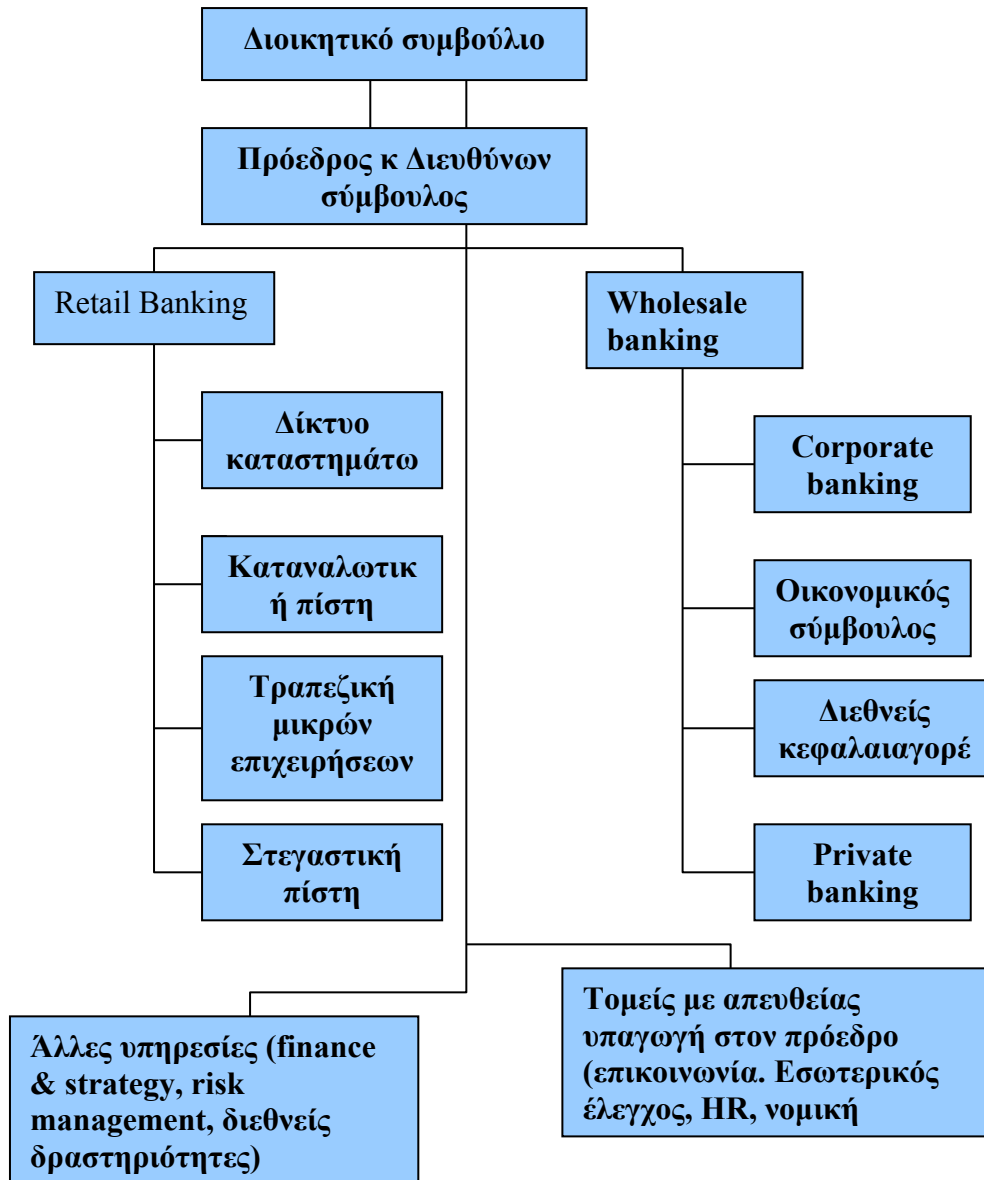 Διοικητικό συμβούλιο
Πρόεδρος κ Διευθύνων
σύμβουλος
Retail Banking
Wholesale
banking
Δίκτυο
καταστημάτω
Καταναλωτικ
ή πίστη
Τραπεζική
μικρών
επιχειρήσεων
Στεγαστική
πίστη
Corporate
banking
Οικονομικός
σύμβουλος
Διεθνείς
κεφαλαιαγορέ
Private
banking
Άλλες υπηρεσίες (finance
& strategy, risk
management, διεθνείς
δραστηριότητες)
Τομείς με απευθείας
υπαγωγή στον πρόεδρο
(επικοινωνία. Εσωτερικός
έλεγχος, HR, νομική